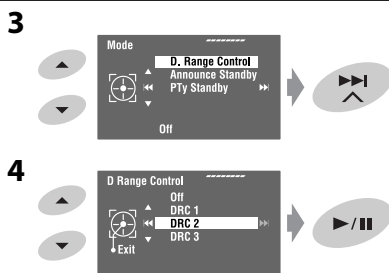 3
Mode
D. Range Control
Announce Standby
PTy Standby
Off
4
D Range Control
Off
DRC 1
DRC 2
DRC 3
Exit